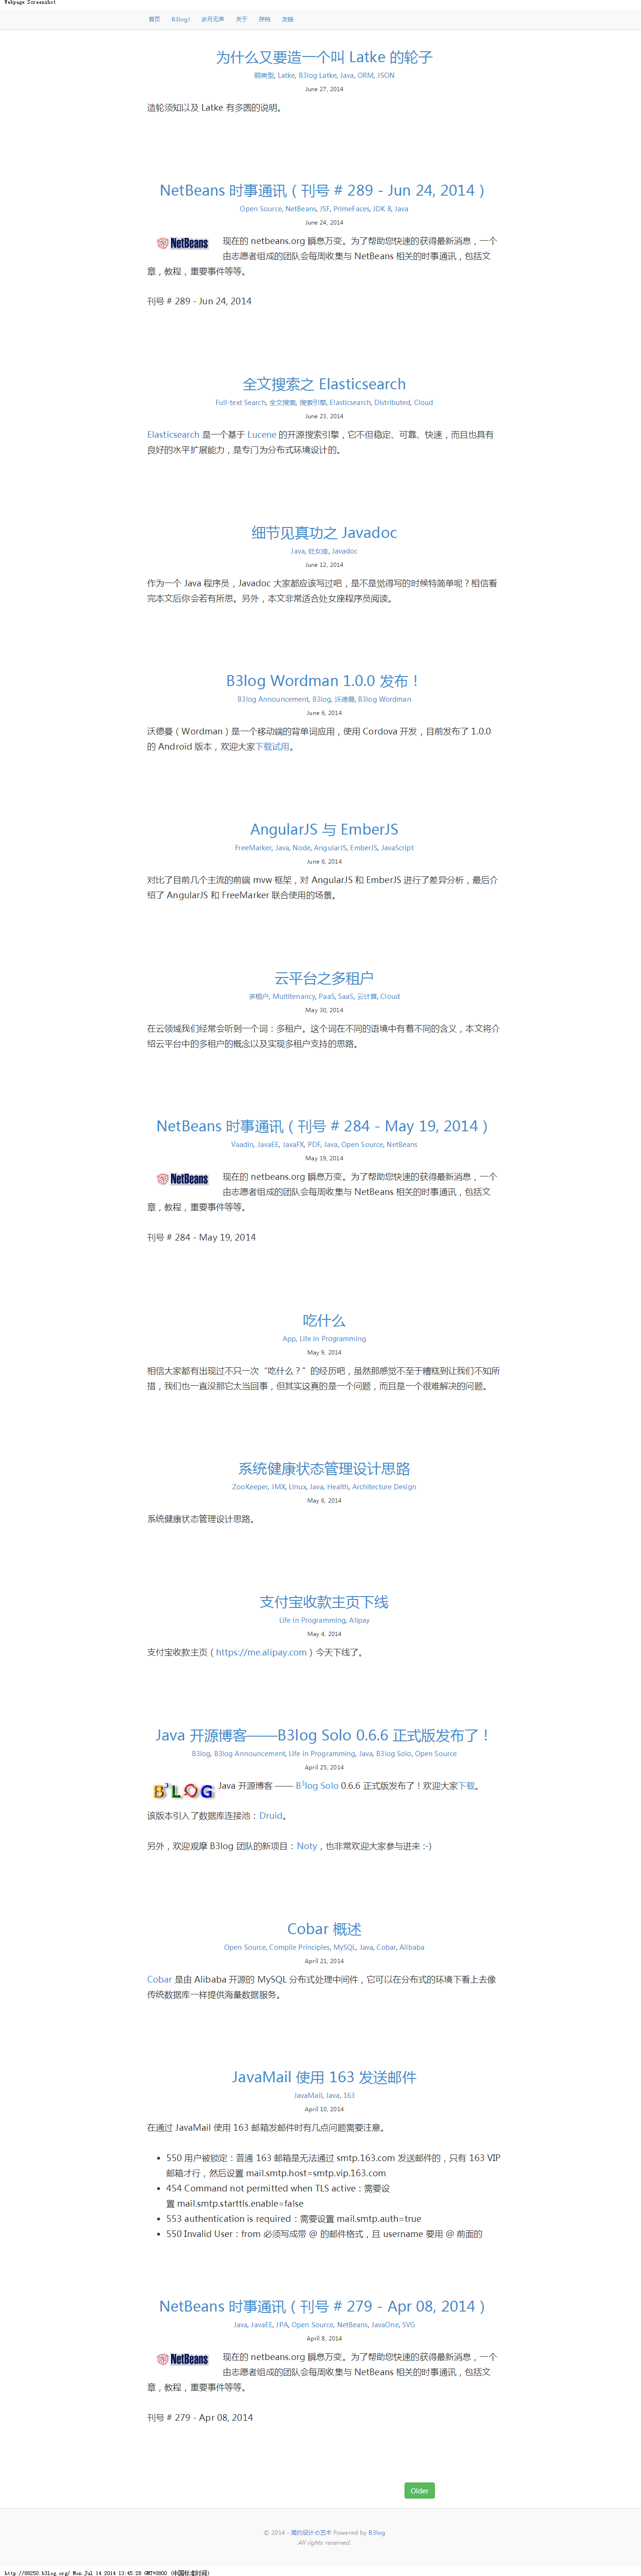 Webpage Screenshot
首页 B3log! 岁月无声 关于 存档 友链
为什么又要造一个叫 Latke 的轮子
弱类型, Latke, B3log Latke, Java, ORM, JSON
June 27, 2014
造轮须知以及 Latke 有多圆的说明。
NetBeans 时事通讯（刊号 # 289 - Jun 24, 2014）
Open Source, NetBeans, JSF, PrimeFaces, JDK 8, Java
June 24, 2014
NetBeans 现在的 netbeans.org 瞬息万变。为了帮助您快速的获得最新消息，一个
由志愿者组成的团队会每周收集与 NetBeans 相关的时事通讯，包括文
章，教程，重要事件等等。
刊号 # 289 - Jun 24, 2014
全文搜索之 Elasticsearch
Full-text Search, 全文搜索, 搜索引擎, Elasticsearch, Distributed, Cloud
June 23, 2014
Elasticsearch 是一个基于 Lucene 的开源搜索引擎，它不但稳定、可靠、快速，而且也具有
良好的水平扩展能力，是专门为分布式环境设计的。
细节见真功之 Javadoc
Java, 处女座, Javadoc
June 12, 2014
作为一个 Java 程序员，Javadoc 大家都应该写过吧，是不是觉得写的时候特简单呢？相信看
完本文后你会若有所思。另外，本文非常适合处女座程序员阅读。
B3log Wordman 1.0.0 发布！
B3log Announcement, B3log, 沃德曼, B3log Wordman
June 6, 2014
沃德曼（Wordman）是一个移动端的背单词应用，使用 Cordova 开发，目前发布了 1.0.0
的 Android 版本，欢迎大家下载试用。
AngularJS 与 EmberJS
FreeMarker, Java, Node, AngularJS, EmberJS, JavaScript
June 6, 2014
对比了目前几个主流的前端 mvw 框架，对 AngularJS 和 EmberJS 进行了差异分析，最后介
绍了 AngularJS 和 FreeMarker 联合使用的场景。
云平台之多租户
多租户, Multitenancy, PaaS, SaaS, 云计算, Cloud
May 30, 2014
在云领域我们经常会听到一个词：多租户。这个词在不同的语境中有着不同的含义，本文将介
绍云平台中的多租户的概念以及实现多租户支持的思路。
NetBeans 时事通讯（刊号 # 284 - May 19, 2014）
Vaadin, JavaEE, JavaFX, PDF, Java, Open Source, NetBeans
May 19, 2014
NetBeans 现在的 netbeans.org 瞬息万变。为了帮助您快速的获得最新消息，一个
由志愿者组成的团队会每周收集与 NetBeans 相关的时事通讯，包括文
章，教程，重要事件等等。
刊号 # 284 - May 19, 2014
吃什么
App, Life in Programming
May 9, 2014
相信大家都有出现过不只一次“吃什么？”的经历吧，虽然那感觉不至于糟糕到让我们不知所
措，我们也一直没那它太当回事，但其实这真的是一个问题，而且是一个很难解决的问题。
系统健康状态管理设计思路
ZooKeeper, JMX, Linux, Java, Health, Architecture Design
May 6, 2014
系统健康状态管理设计思路。
支付宝收款主页下线
Life in Programming, Alipay
May 4, 2014
支付宝收款主页（https://me.alipay.com）今天下线了。
Java 开源博客——B3log Solo 0.6.6 正式版发布了！
B3log, B3log Announcement, Life in Programming, Java, B3log Solo, Open Source
April 25, 2014
B3LOG Java 开源博客 —— B3log Solo 0.6.6 正式版发布了！欢迎大家下载。
该版本引入了数据库连接池：Druid。
另外，欢迎观摩 B3log 团队的新项目：Noty，也非常欢迎大家参与进来 :-)
Cobar 概述
Open Source, Compile Principles, MySQL, Java, Cobar, Alibaba
April 21, 2014
Cobar 是由 Alibaba 开源的 MySQL 分布式处理中间件，它可以在分布式的环境下看上去像
传统数据库一样提供海量数据服务。
JavaMail 使用 163 发送邮件
JavaMail, Java, 163
April 10, 2014
在通过 JavaMail 使用 163 邮箱发邮件时有几点问题需要注意。
• 550 用户被锁定：普通 163 邮箱是无法通过 smtp.163.com 发送邮件的，只有 163 VIP
邮箱才行，然后设置 mail.smtp.host=smtp.vip.163.com
• 454 Command not permitted when TLS active：需要设
置 mail.smtp.starttls.enable=false
• 553 authentication is required：需要设置 mail.smtp.auth=true
• 550 Invalid User：from 必须写成带 @ 的邮件格式，且 username 要用 @ 前面的
NetBeans 时事通讯（刊号 # 279 - Apr 08, 2014）
Java, JavaEE, JPA, Open Source, NetBeans, JavaOne, SVG
April 8, 2014
NetBeans 现在的 netbeans.org 瞬息万变。为了帮助您快速的获得最新消息，一个
由志愿者组成的团队会每周收集与 NetBeans 相关的时事通讯，包括文
章，教程，重要事件等等。
刊号 # 279 - Apr 08, 2014
Older
© 2014 - 简约设计の艺术 Powered by B3log
All rights reserved.
http://88250.b3log.org/ Mon Jul 14 2014 13:45:28 GMT+0800 (中国标准时间)